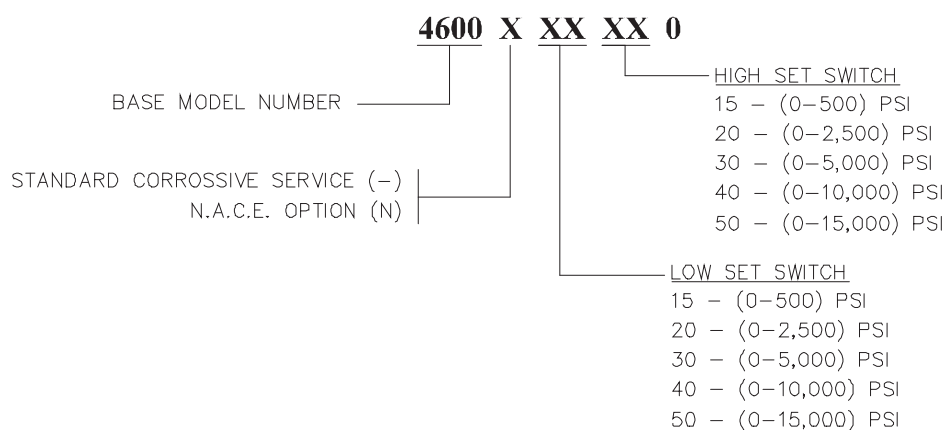 4600 X XX XX 0
BASE MODEL NUMBER
STANDARD CORROSSIVE SERVICE (-)
N.A.C.E. OPTION (N)
HIGH SET SWITCH
15 - (0-500) PSI
20 - (0-2,500) PSI
30 - (0-5,000) PSI
40 - (0-10,000) PSI
50 - (0-15,000) PSI
LOW SET SWITCH
15 - (0-500) PSI
20 - (0-2,500) PSI
30 - (0-5,000) PSI
40 - (0-10,000) PSI
50 - (0-15,000) PSI